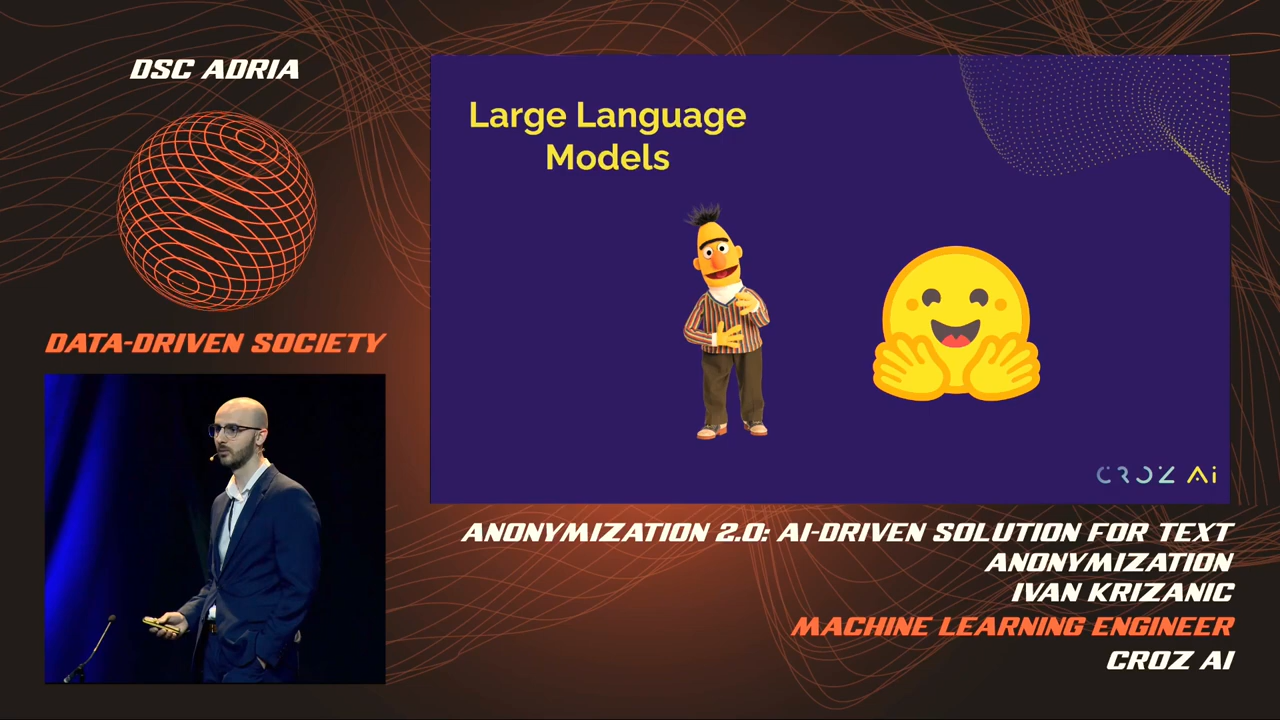 DSC ADRIA
DATA-DRIVEN SOCIETY
Large Language
Models
CROZ Ai
ANONYMIZATION 2.0: AI-DRIVEN SOLUTION FOR TEXT
ANONYMIZATION
IVAN KRIZANIC
MACHINE LEARNING ENGINEER
CROZ AI